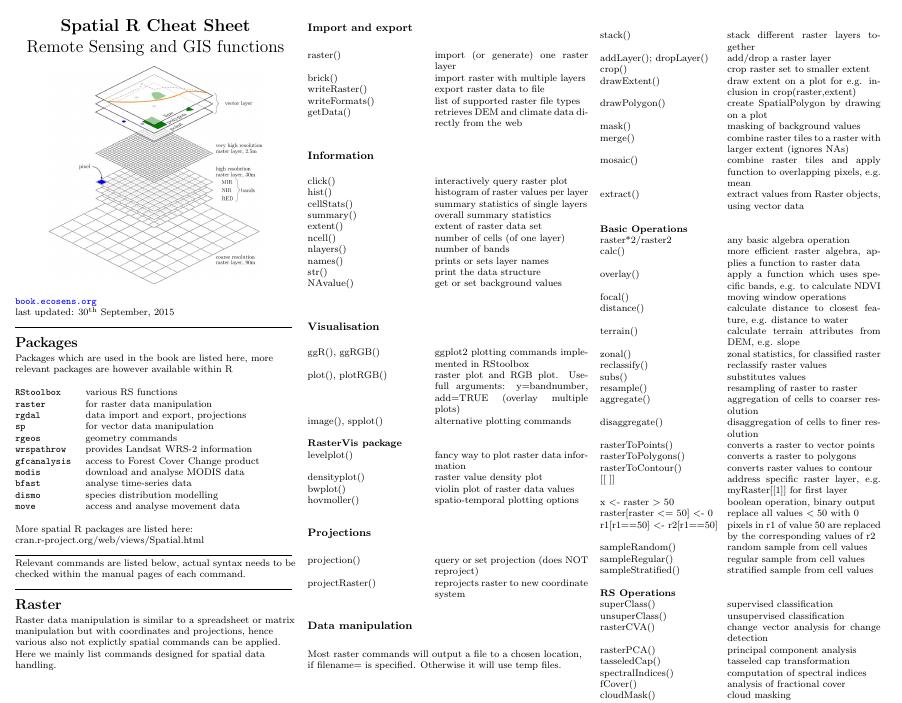 Spatial R Cheat Sheet
Remote Sensing and GIS functions
vector layer
very high resolution
raster layer, 2.5m
pixel
high resolution
raster layer, 30m
MIR
NIR
bands
RED
coarse resolution
raster layer, 90m
book.ecosens.org
last updated: 30th September, 2015
Packages
Packages which are used in the book are listed here, more
relevant packages are however available within R
RStoolbox various RS functions
raster for raster data manipulation
rgdal data import and export, projections
sp for vector data manipulation
rgeos geometry commands
wrspathrow provides Landsat WRS-2 information
gfcanalysis access to Forest Cover Change product
modis download and analyse MODIS data
bfast analyse time-series data
dismo species distribution modelling
move access and analyse movement data
More spatial R packages are listed here:
cran.r-project.org/web/views/Spatial.html
Relevant commands are listed below, actual syntax needs to be
checked within the manual pages of each command.
Raster
Raster data manipulation is similar to a spreadsheet or matrix
manipulation but with coordinates and projections, hence
various also not explicitly spatial commands can be applied.
Here we mainly list commands designed for spatial data
handling.
Import and export
raster() import (or generate) one raster
layer
brick() import raster with multiple layers
writeRaster() export raster data to file
writeFormats() list of supported raster file types
getData() retrieves DEM and climate data di-
rectly from the web
Information
click() interactively query raster plot
hist() histogram of raster values per layer
cellStats() summary statistics of single layers
summary() overall summary statistics
extent() extent of raster data set
ncell() number of cells (of one layer)
nlayers() number of bands
names() prints or sets layer names
str() print the data structure
NAvalue() get or set background values
Visualisation
ggR(), ggRGB() ggplot2 plotting commands imple-
mented in RStoolbox
plot(), plotRGB() raster plot and RGB plot. Use-
full arguments: y=bandnumber,
add=TRUE (overlay multiple
plots)
image(), spplot() alternative plotting commands
RasterVis package
levelplot() fancy way to plot raster data infor-
mation
densityplot() raster value density plot
bwplot() violin plot of raster data values
hovmoller() spatio-temporal plotting options
Projections
projection() query or set projection (does NOT
reproject)
projectRaster() reprojects raster to new coordinate
system
Data manipulation
Most raster commands will output a file to a chosen location,
if filename= is specified. Otherwise it will use temp files.
stack() stack different raster layers to-
gether
addLayer(); dropLayer() add/drop a raster layer
crop() crop raster set to smaller extent
drawExtent() draw extent on a plot for e.g. in-
clusion in crop(raster,extent)
drawPolygon() create SpatialPolygon by drawing
on a plot
mask() masking of background values
merge() combine raster tiles to a raster with
larger extent (ignores NAs)
mosaic() combine raster tiles and apply
function to overlapping pixels, e.g.
mean
extract() extract values from Raster objects,
using vector data
Basic Operations
raster*2/raster2 any basic algebra operation
calc() more efficient raster algebra, ap-
plies a function to raster data
overlay() apply a function which uses spe-
cific bands, e.g. to calculate NDVI
focal() moving window operations
distance() calculate distance to closest fea-
ture, e.g. distance to water
terrain() calculate terrain attributes from
DEM, e.g. slope
zonal() zonal statistics, for classified raster
reclassify() reclassify raster values
subs() substitutes values
resample() resampling of raster to raster
aggregate() aggregation of cells to coarser res-
olution
disaggregate() disaggregation of cells to finer res-
olution
rasterToPoints() converts a raster to vector points
rasterToPolygons() converts a raster to polygons
rasterToContour() converts raster values to contour
[[ ]] address specific raster layer, e.g.
myRaster[[1]] for first layer
x <- raster > 50 boolean operation, binary output
raster[raster <= 50] <- 0 replace all values < 50 with 0
r1[r1==50] <- r2[r1==50] pixels in r1 of value 50 are replaced
by the corresponding values of r2
sampleRandom() random sample from cell values
sampleRegular() regular sample from cell values
sampleStratified() stratified sample from cell values
RS Operations
superClass() supervised classification
unsuperClass() unsupervised classification
rasterCVA() change vector analysis for change
detection
rasterPCA() principal component analysis
tasseledCap() tasseled cap transformation
spectralIndices() computation of spectral indices
fCover() analysis of fractional cover
cloudMask() cloud masking